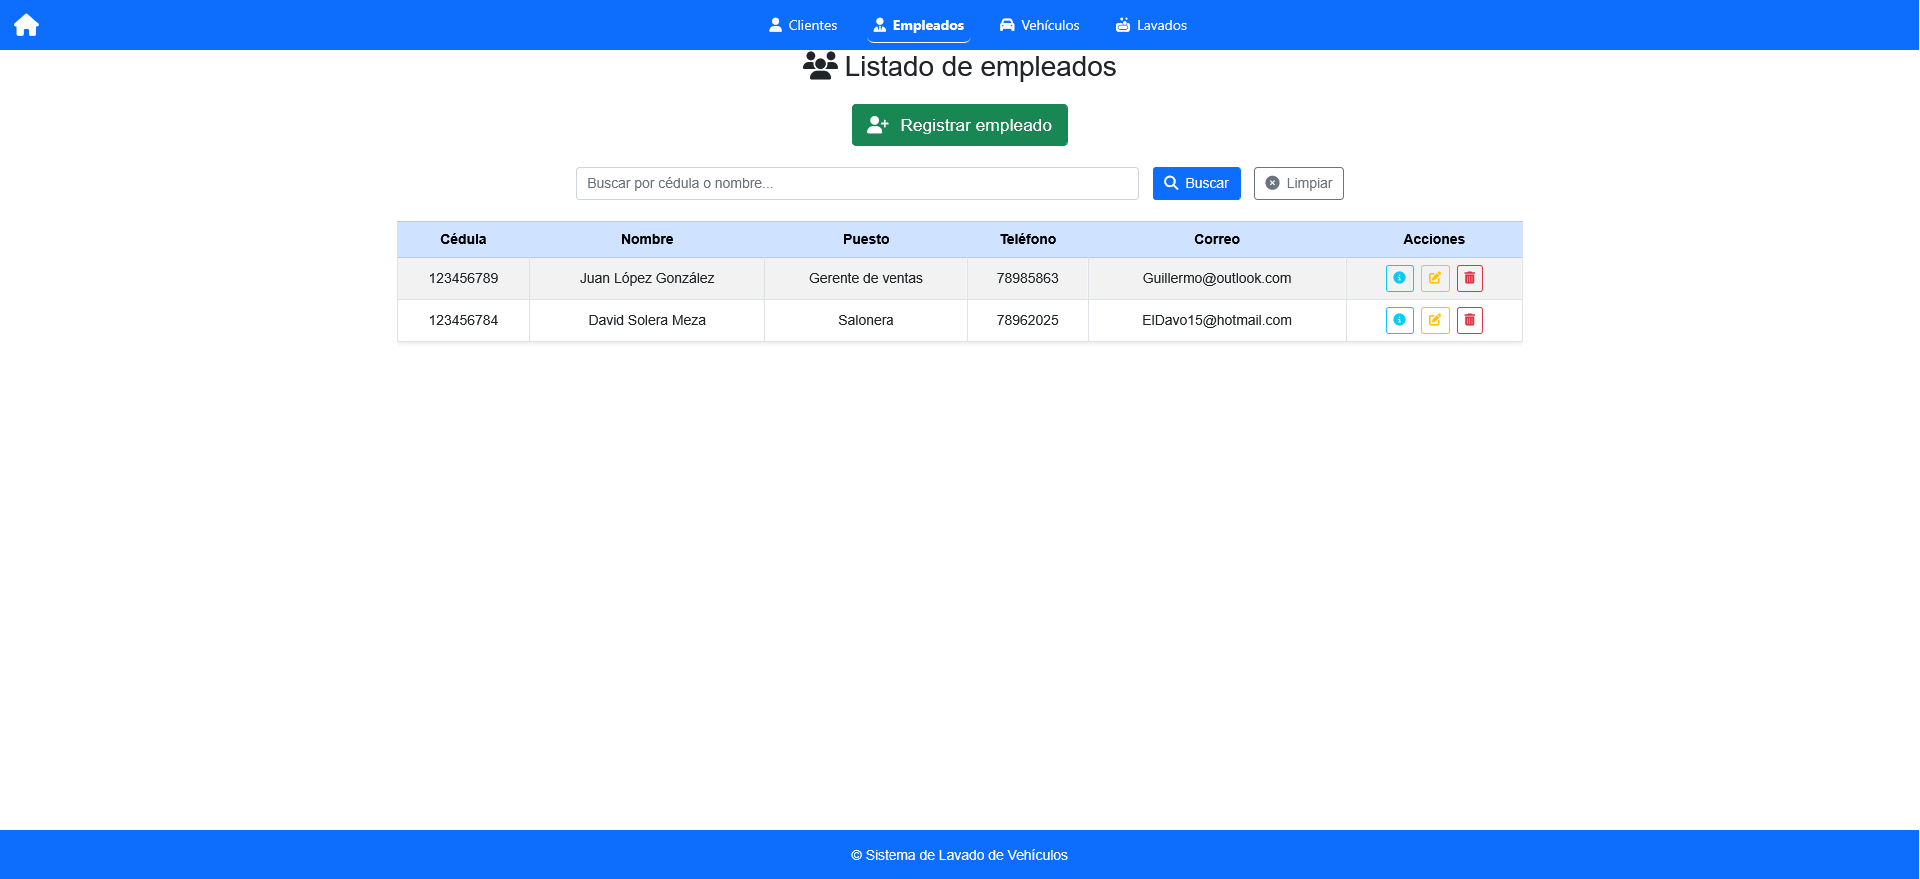 Clientes Empleados Vehículos Lavados
Listado de empleados
Registrar empleado
Buscar por cédula o nombre... Buscar Limpiar
Cédula Nombre Puesto Teléfono Correo Acciones
123456789 Juan López González Gerente de ventas 78985863 Guillermo@outlook.com
123456784 David Solera Meza Salonera 78962025 ElDavo15@hotmail.com
© Sistema de Lavado de Vehículos